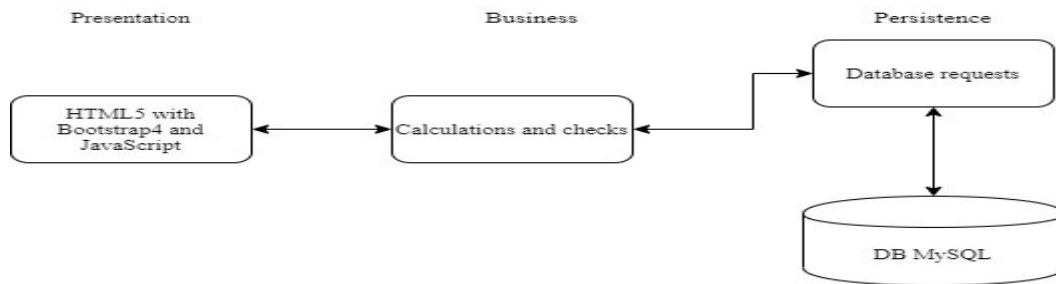 Presentation
Business
Persistence
HTML5 with
Bootstrap4 and
JavaScript
Calculations and checks
Database requests
DB MySQL